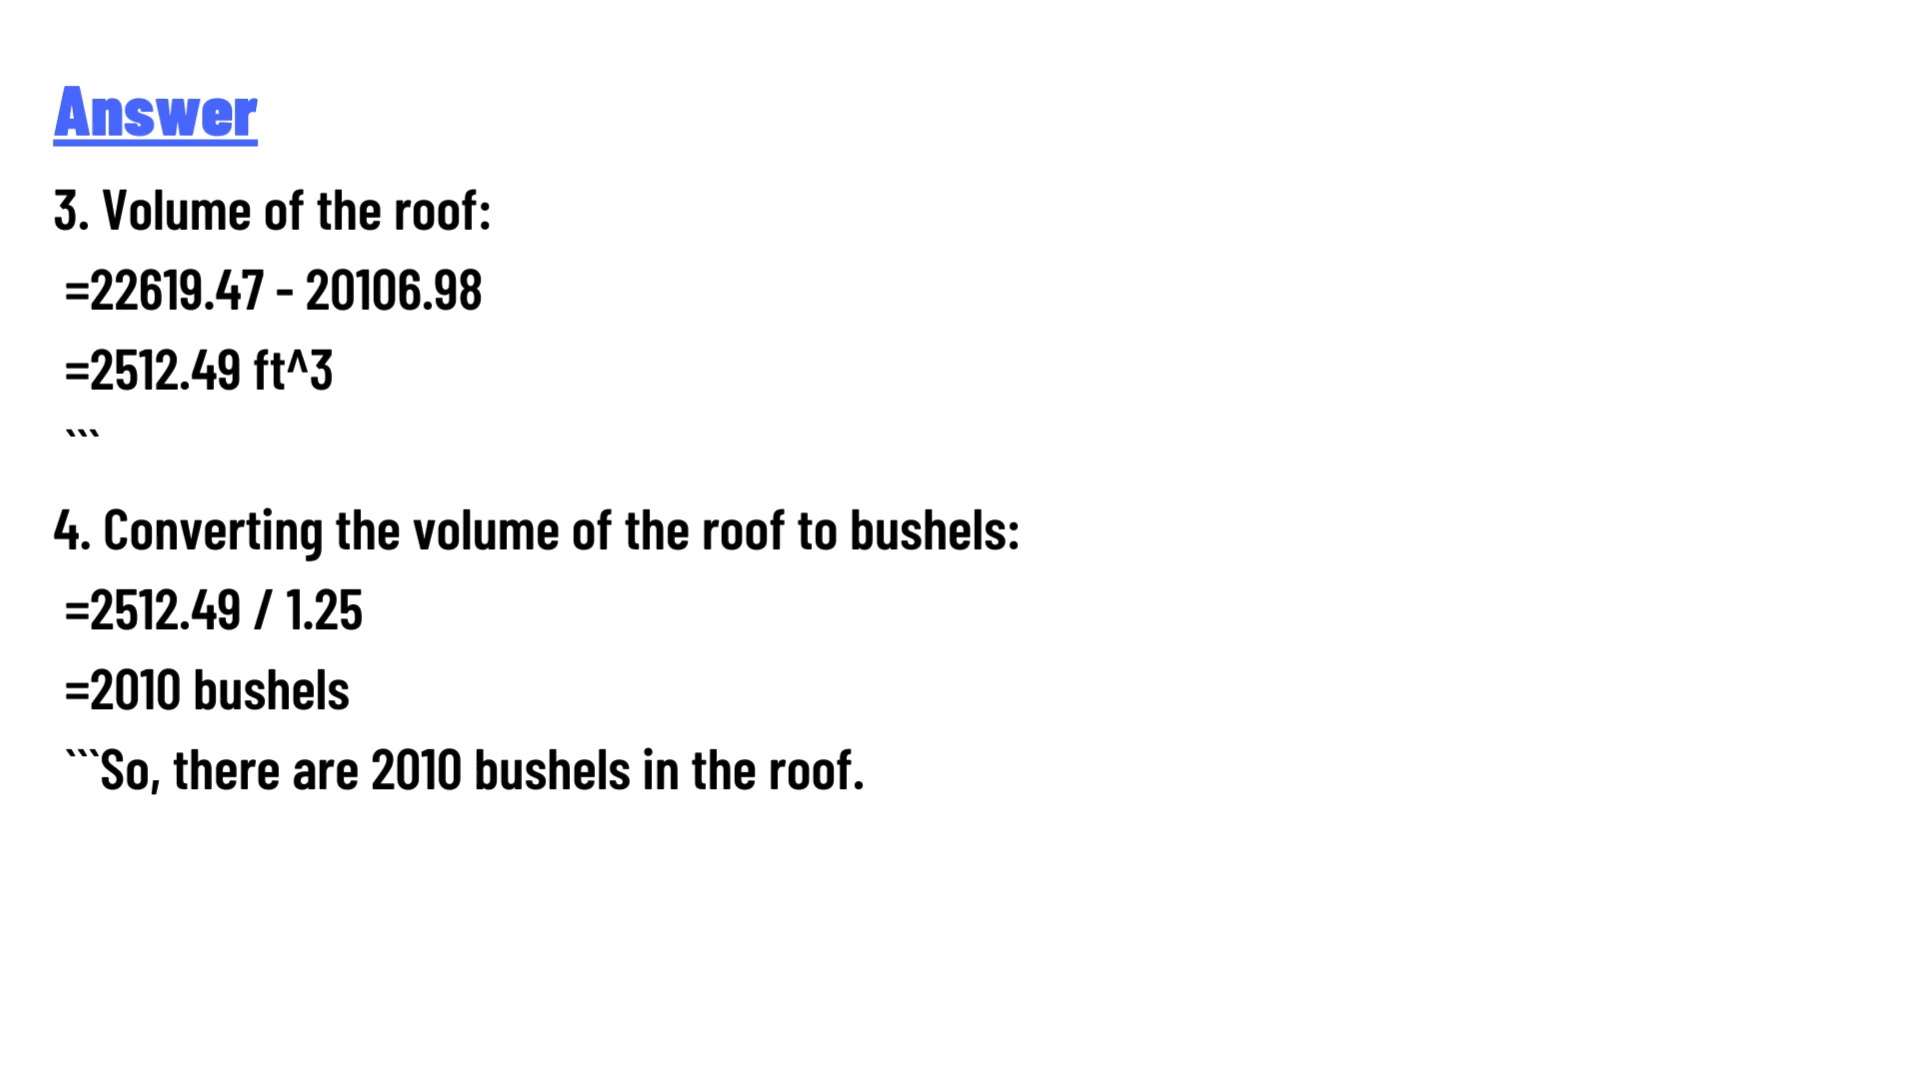 Answer
3. Volume of the roof:
=22619.47 - 20106.98
=2512.49 ft^3
```
4. Converting the volume of the roof to bushels:
=2512.49 / 1.25
=2010 bushels
```So, there are 2010 bushels in the roof.